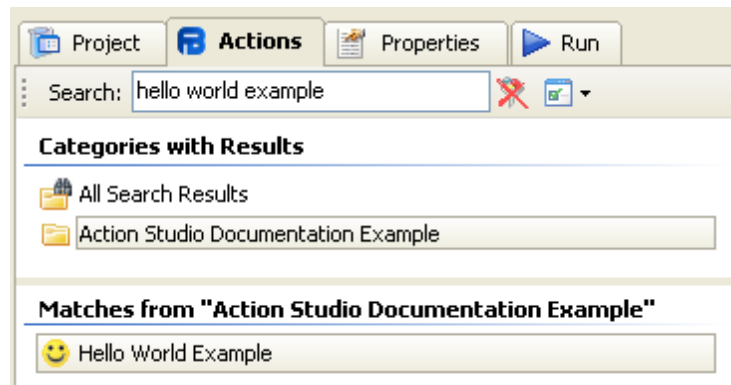 Project Actions Properties Run
Search: hello world example
Categories with Results
All Search Results
Action Studio Documentation Example
Matches from "Action Studio Documentation Example"
Hello World Example